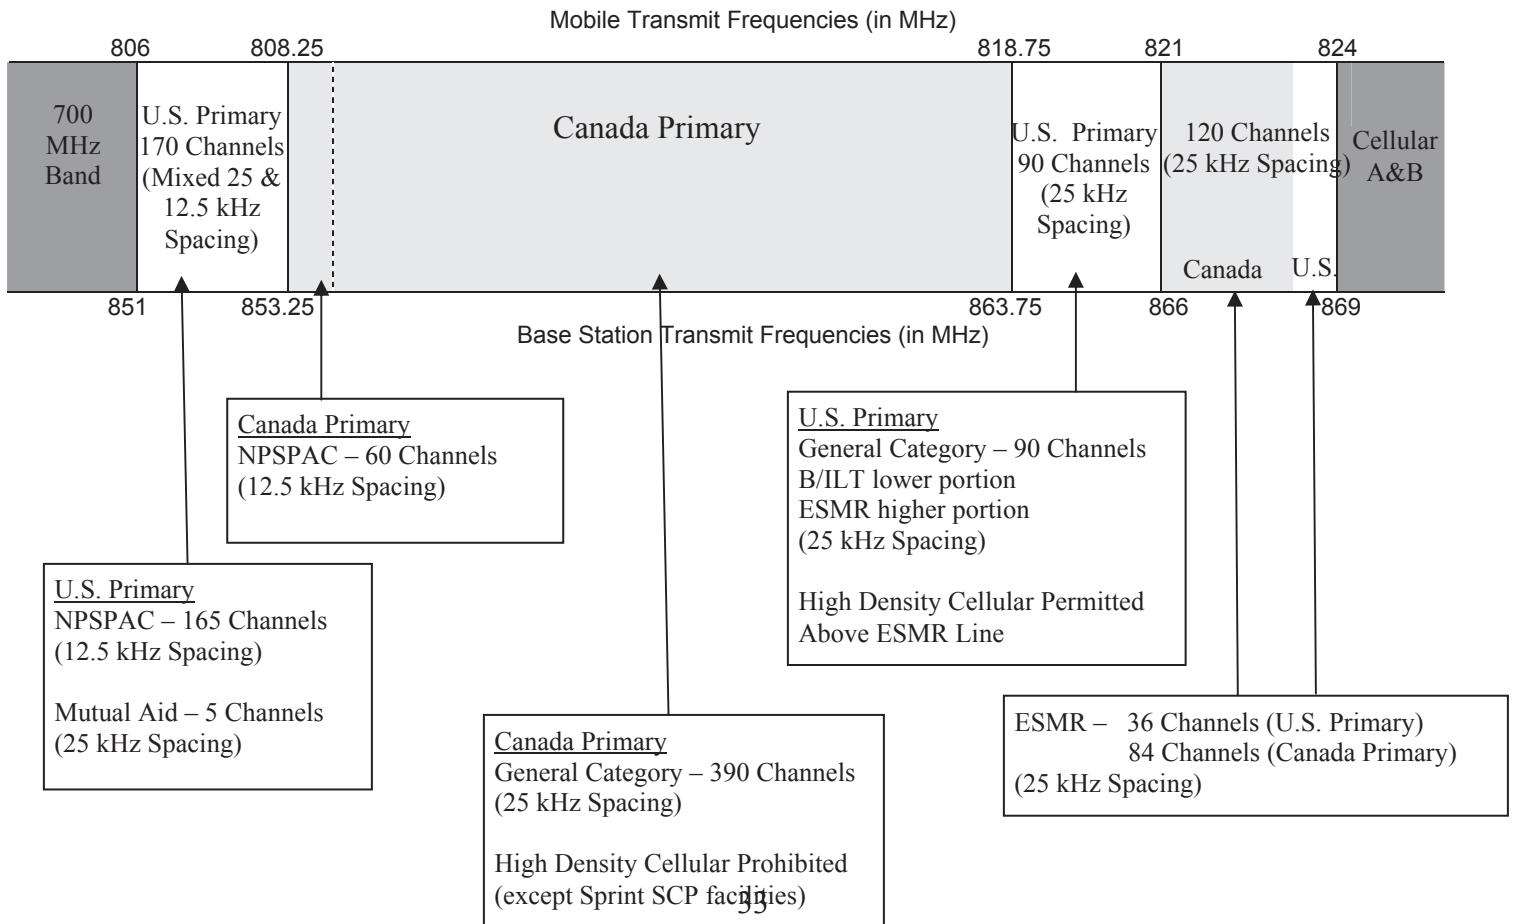 Mobile Transmit Frequencies (in MHz)
806
808.25
818.75
821
824
700
MHz
Band
U.S. Primary
170 Channels
(Mixed 25 &
12.5 kHz
Spacing)
Canada Primary
U.S. Primary
90 Channels
(25 kHz
Spacing)
120 Channels
(25 kHz Spacing)
Canada
U.S.
Cellular
A&B
851
853.25
863.75
866
869
Base Station Transmit Frequencies (in MHz)
Canada Primary
NPSPAC – 60 Channels
(12.5 kHz Spacing)
U.S. Primary
General Category – 90 Channels
B/ILT lower portion
ESMR higher portion
(25 kHz Spacing)
High Density Cellular Permitted
Above ESMR Line
U.S. Primary
NPSPAC – 165 Channels
(12.5 kHz Spacing)
Mutual Aid – 5 Channels
(25 kHz Spacing)
Canada Primary
General Category – 390 Channels
(25 kHz Spacing)
High Density Cellular Prohibited
(except Sprint SCP facilities)
33
ESMR – 36 Channels (U.S. Primary)
84 Channels (Canada Primary)
(25 kHz Spacing)